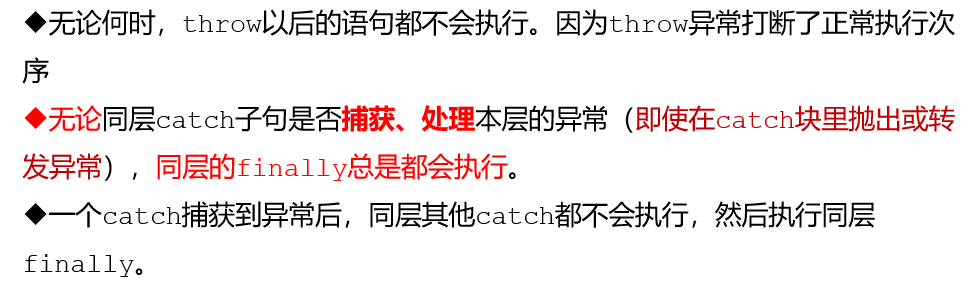 ◆无论何时，throw以后的语句都不会执行。因为throw异常打断了正常执行次
序
◆无论同层catch子句是否捕获、处理本层的异常（即使在catch块里抛出或转
发异常），同层的finally总是都会执行。
◆一个catch捕获到异常后，同层其他catch都不会执行，然后执行同层
finally。